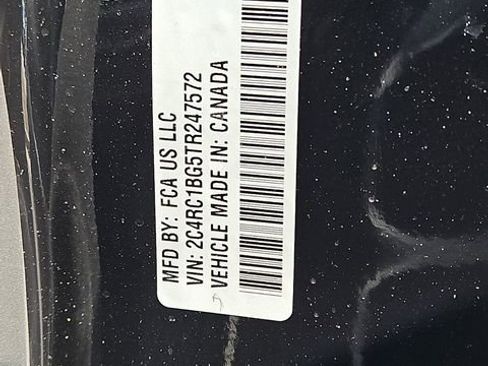 MFD BY: FCA US LLC
VIN: 2C4RC1BG5TR247572
VEHICLE MADE IN: CANADA